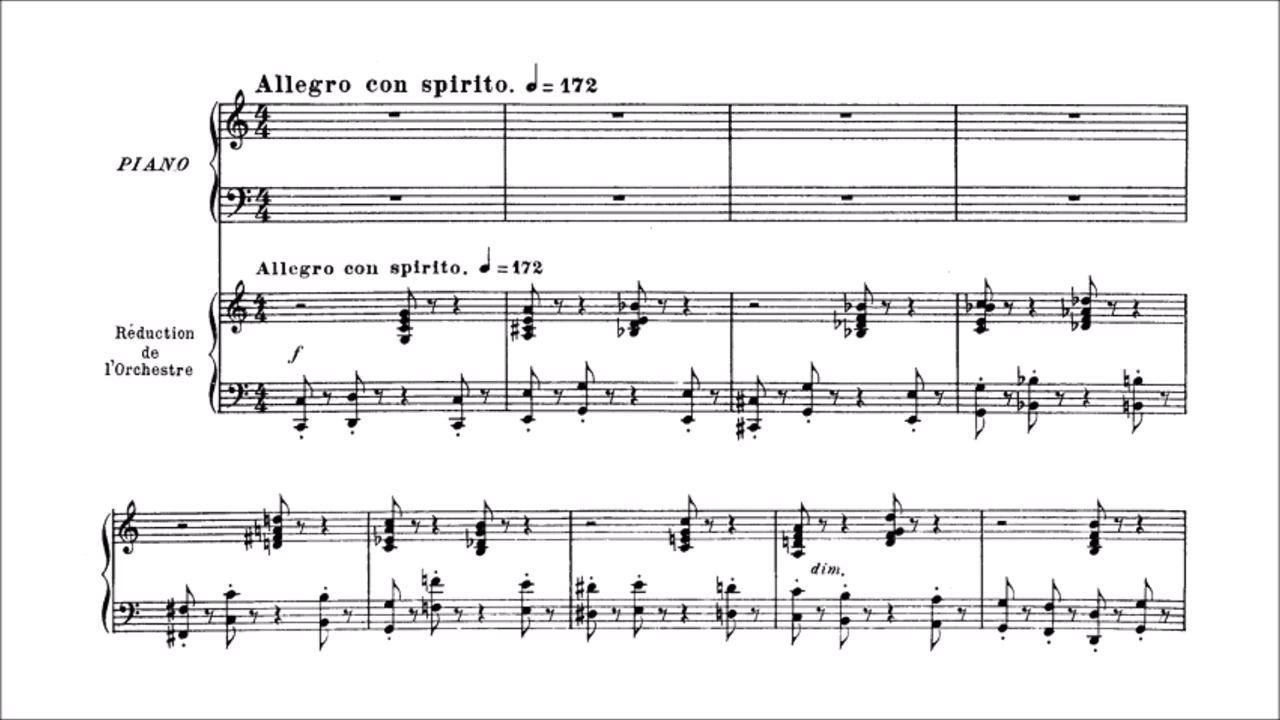 Allegro con spirito. 𝅗𝅥 = 172
PIANO
Allegro con spirito. ♩ = 172
Réduction
de
l'Orchestre
f
dim.